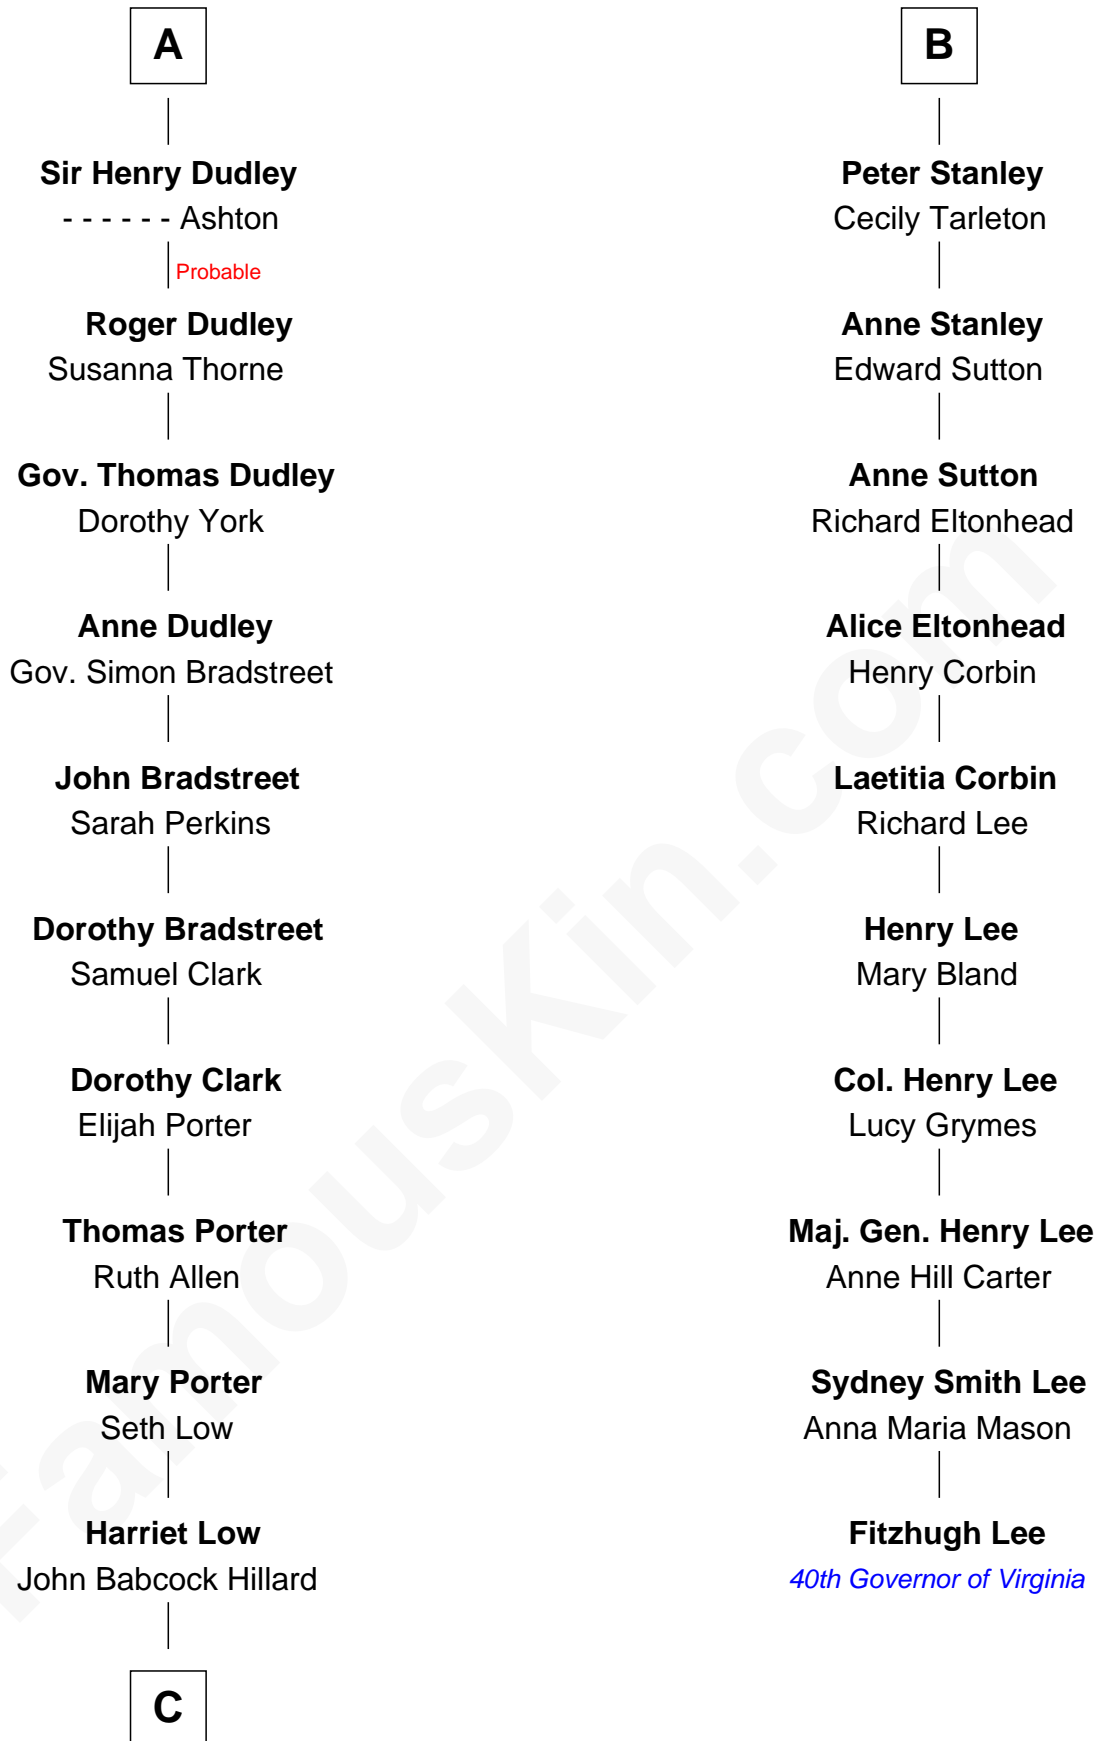 A
Sir Henry Dudley
- - - - - - Ashton
Probable
Roger Dudley
Susanna Thorne
Gov. Thomas Dudley
Dorothy York
Anne Dudley
Gov. Simon Bradstreet
John Bradstreet
Sarah Perkins
Dorothy Bradstreet
Samuel Clark
Dorothy Clark
Elijah Porter
Thomas Porter
Ruth Allen
Mary Porter
Seth Low
Harriet Low
John Babcock Hillard
C
B
Peter Stanley
Cecily Tarleton
Anne Stanley
Edward Sutton
Anne Sutton
Richard Eltonhead
Alice Eltonhead
Henry Corbin
Laetitia Corbin
Richard Lee
Henry Lee
Mary Bland
Col. Henry Lee
Lucy Grymes
Maj. Gen. Henry Lee
Anne Hill Carter
Sydney Smith Lee
Anna Maria Mason
Fitzhugh Lee
40th Governor of Virginia
FamousKin.com